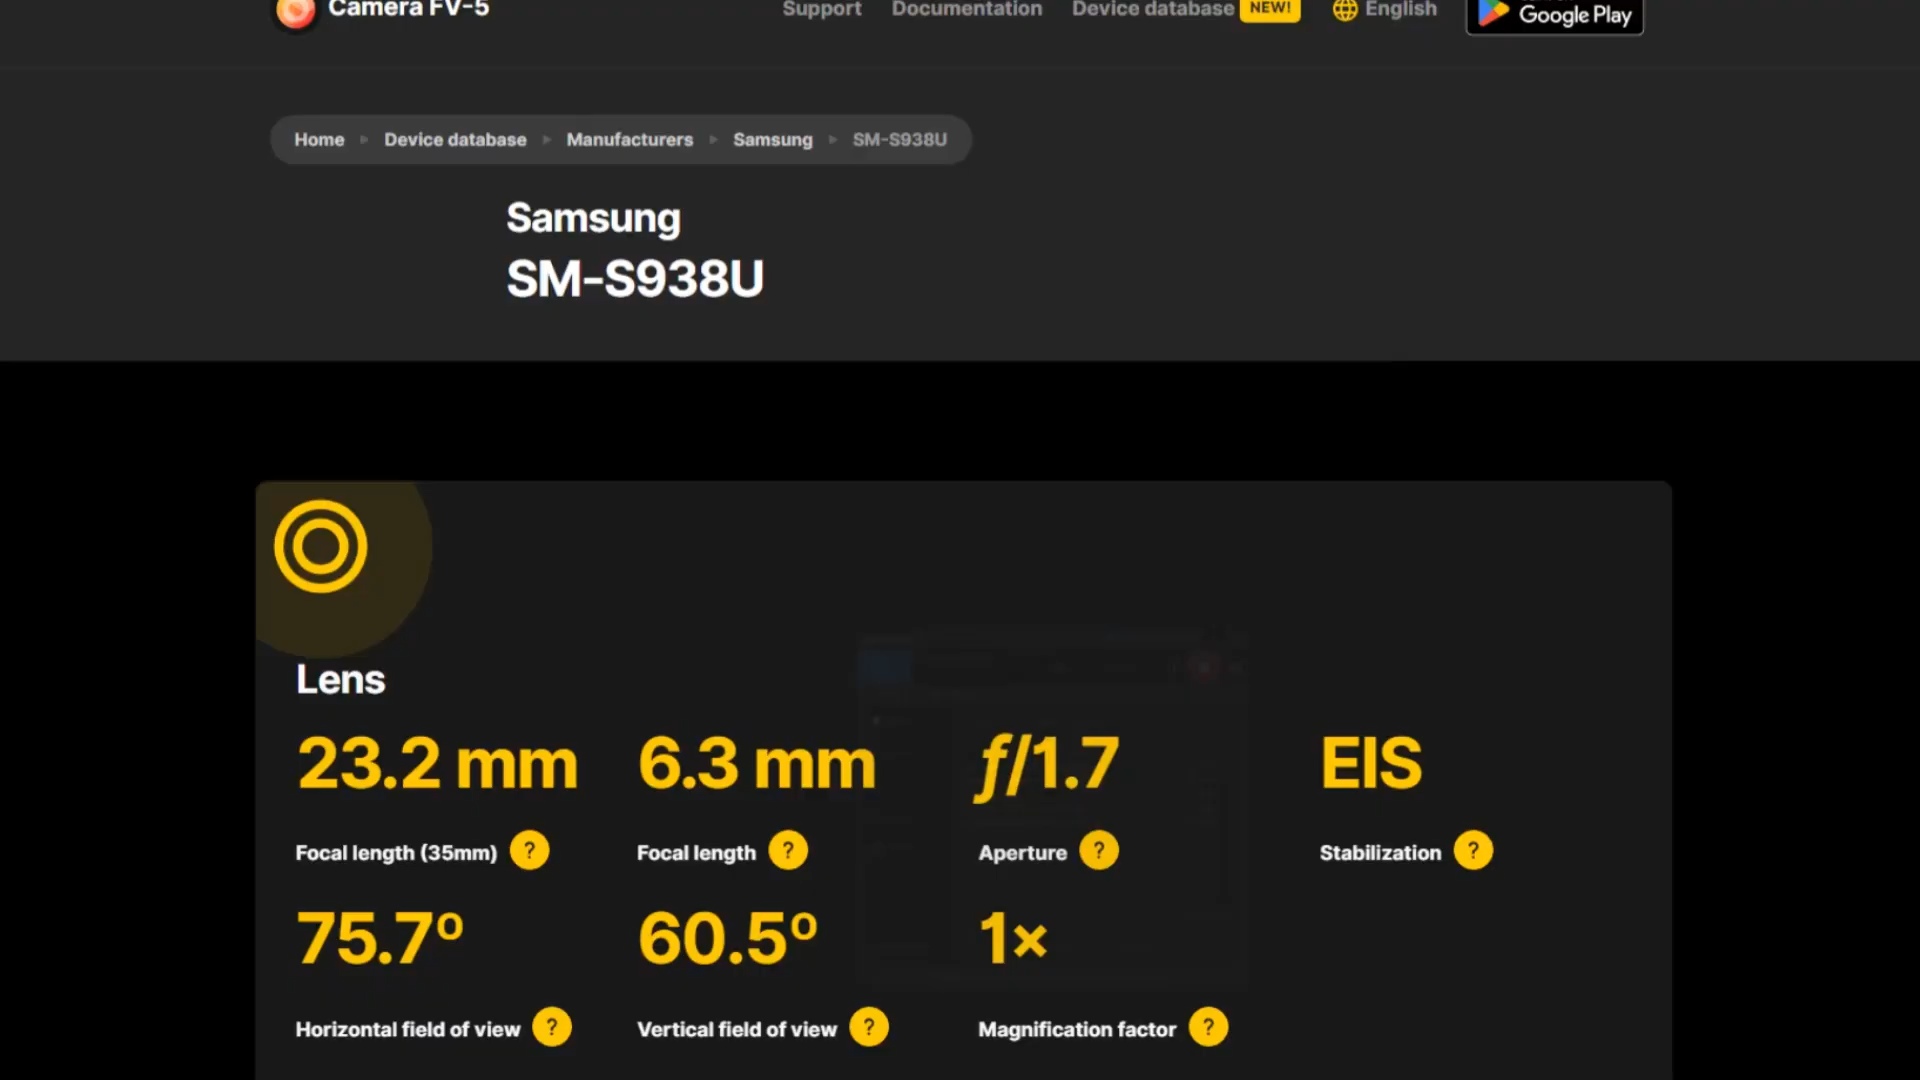 Camera FV-5
Support Documentation Device database NEW! English Google Play
Home Device database Manufacturers Samsung SM-S938U
Samsung
SM-S938U
Lens
23.2 mm 6.3 mm ƒ/1.7 EIS
Focal length (35mm) ? Focal length ? Aperture ? Stabilization ?
75.7º 60.5º 1×
Horizontal field of view ? Vertical field of view ? Magnification factor ?